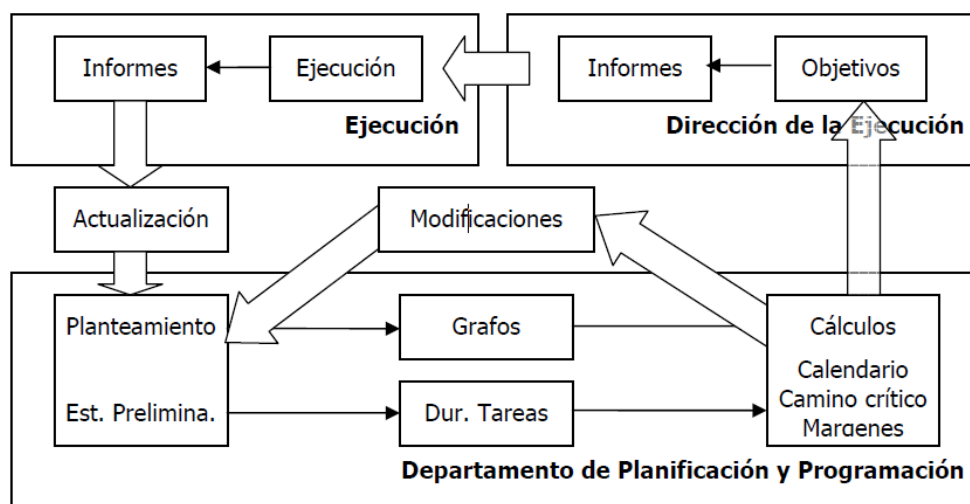 Informes
Ejecución
Ejecución
Informes
Objetivos
Dirección de la Ejecución
Actualización
Modificaciones
Planteamiento
Est. Prelimina.
Grafos
Dur. Tareas
Cálculos
Calendario
Camino crítico
Margenes
Departamento de Planificación y Programación